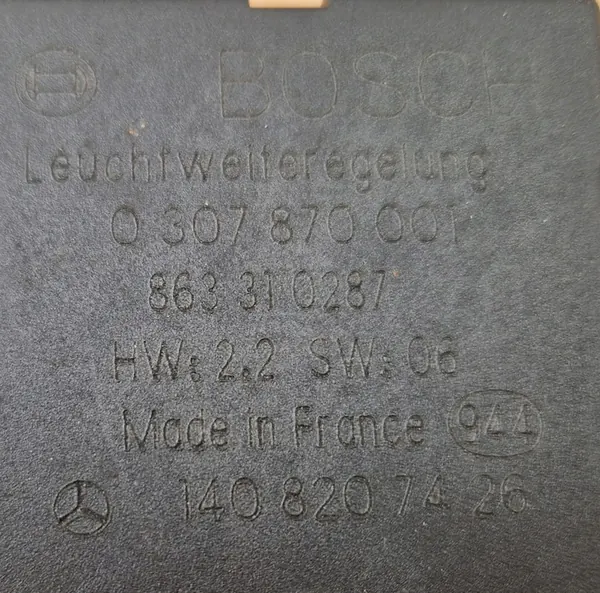 BOSCH
Leuchtweiteregelung
0 307 870 001
863 311 0287
HW: 2.2 SW: 06
Made in France 944
140 820 74 26